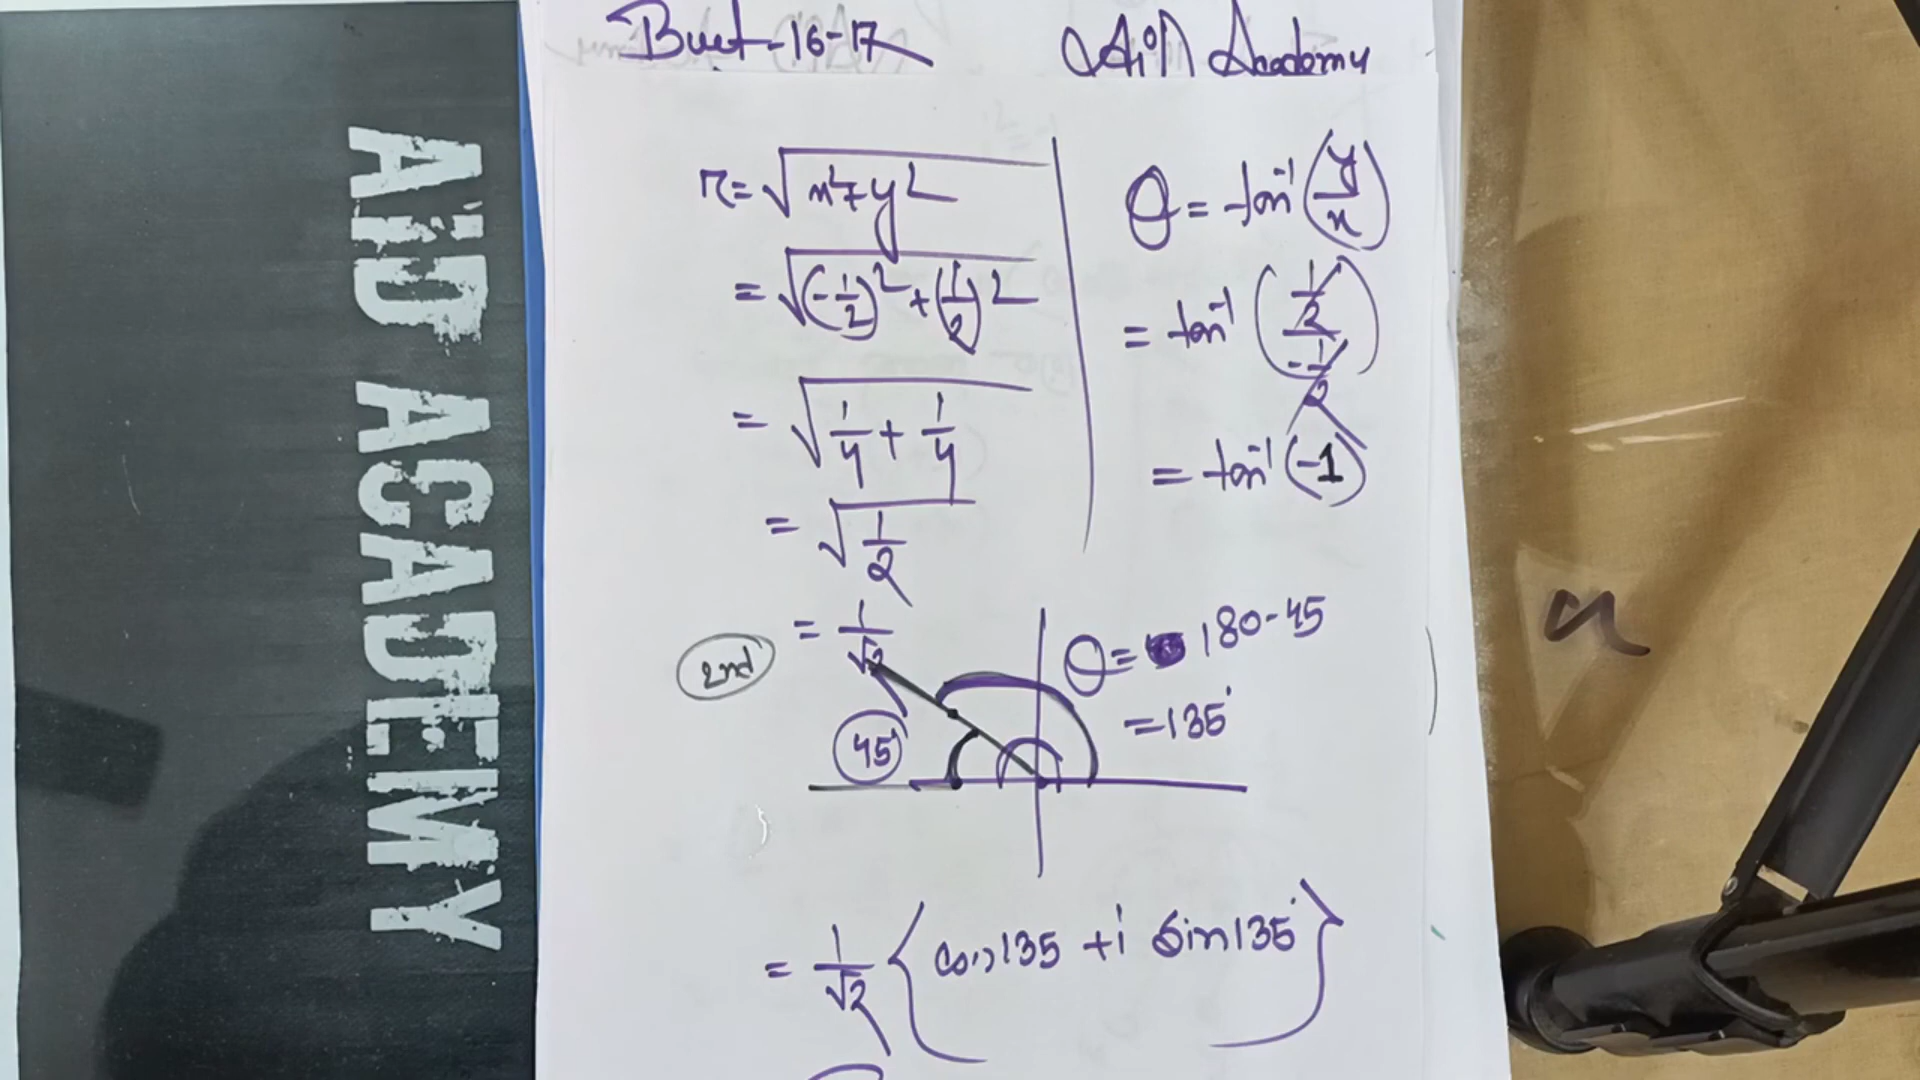 Buet-16-17
AiD Academy
AID ACADEMY
r = √(x²+y²)
= √((-1/2)² + (1/2)²)
= √(1/4 + 1/4)
= √(1/2)
= 1/√2
θ = tan⁻¹(y/x)
= tan⁻¹((1/2)/(-1/2))
= tan⁻¹(-1)
2nd
45°
θ = 180-45
= 135°
= 1/√2 { cos135 + i sin135° }
x